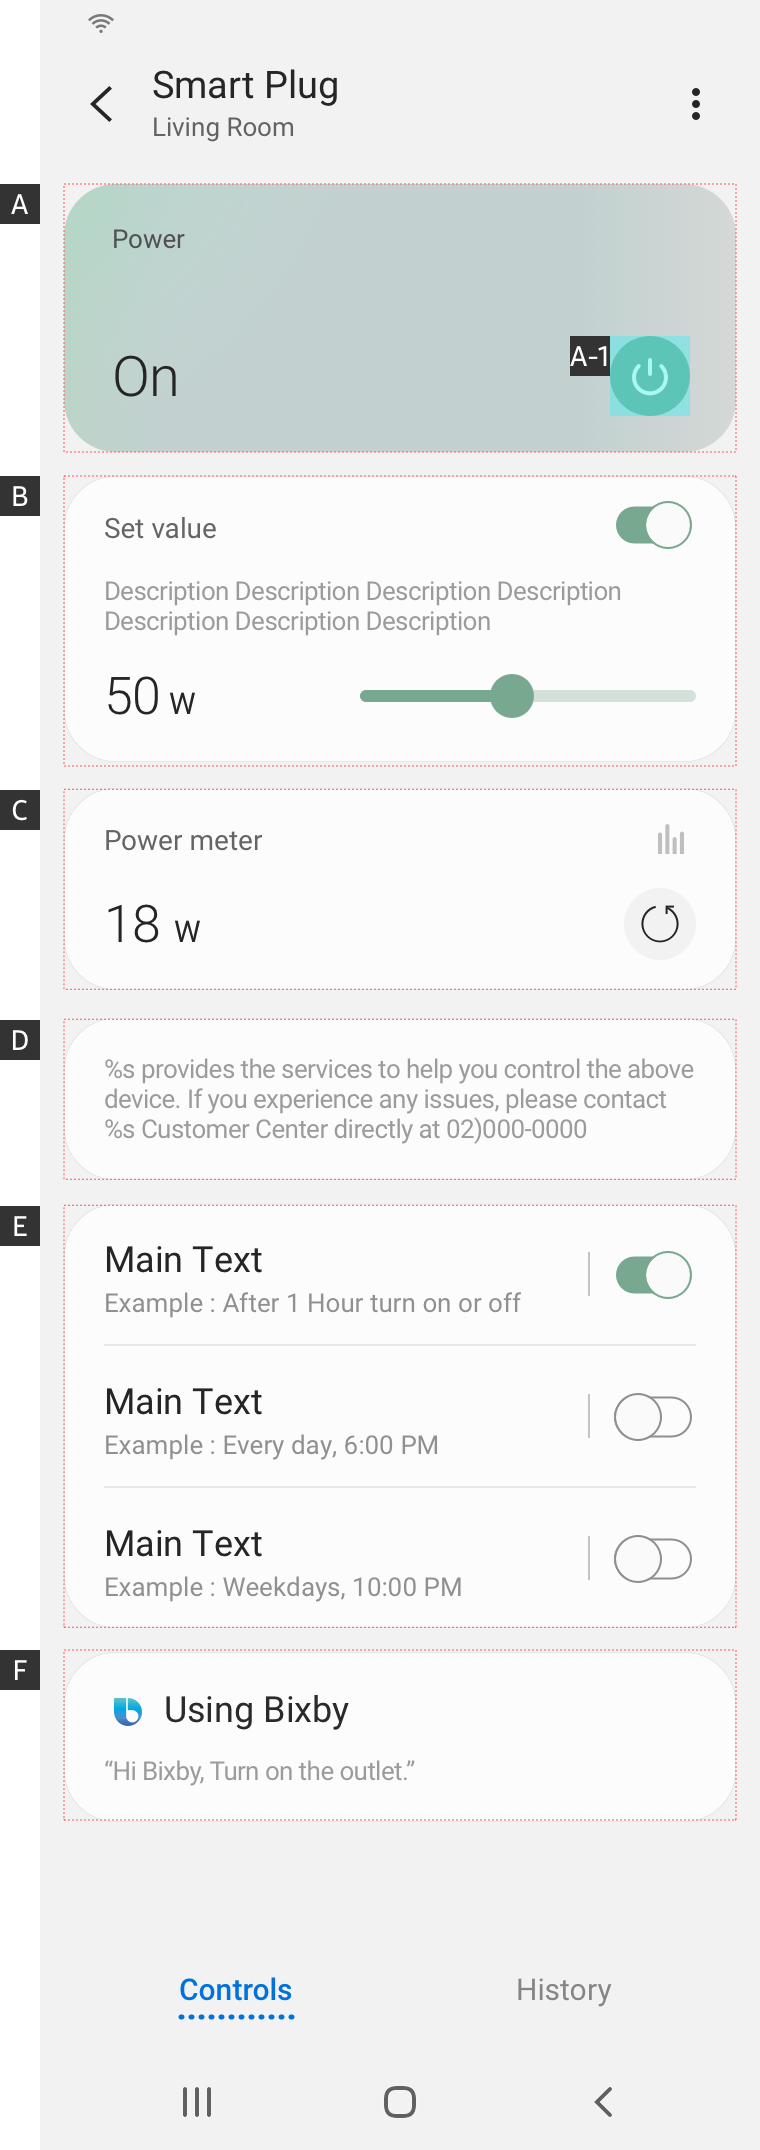 Smart Plug
Living Room
A
Power
On
A-1
B
Set value
Description Description Description Description
Description Description Description
50 W
C
Power meter
18 W
D
%s provides the services to help you control the above
device. If you experience any issues, please contact
%s Customer Center directly at 02)000-0000
E
Main Text
Example : After 1 Hour turn on or off
Main Text
Example : Every day, 6:00 PM
Main Text
Example : Weekdays, 10:00 PM
F
Using Bixby
“Hi Bixby, Turn on the outlet.”
Controls
History